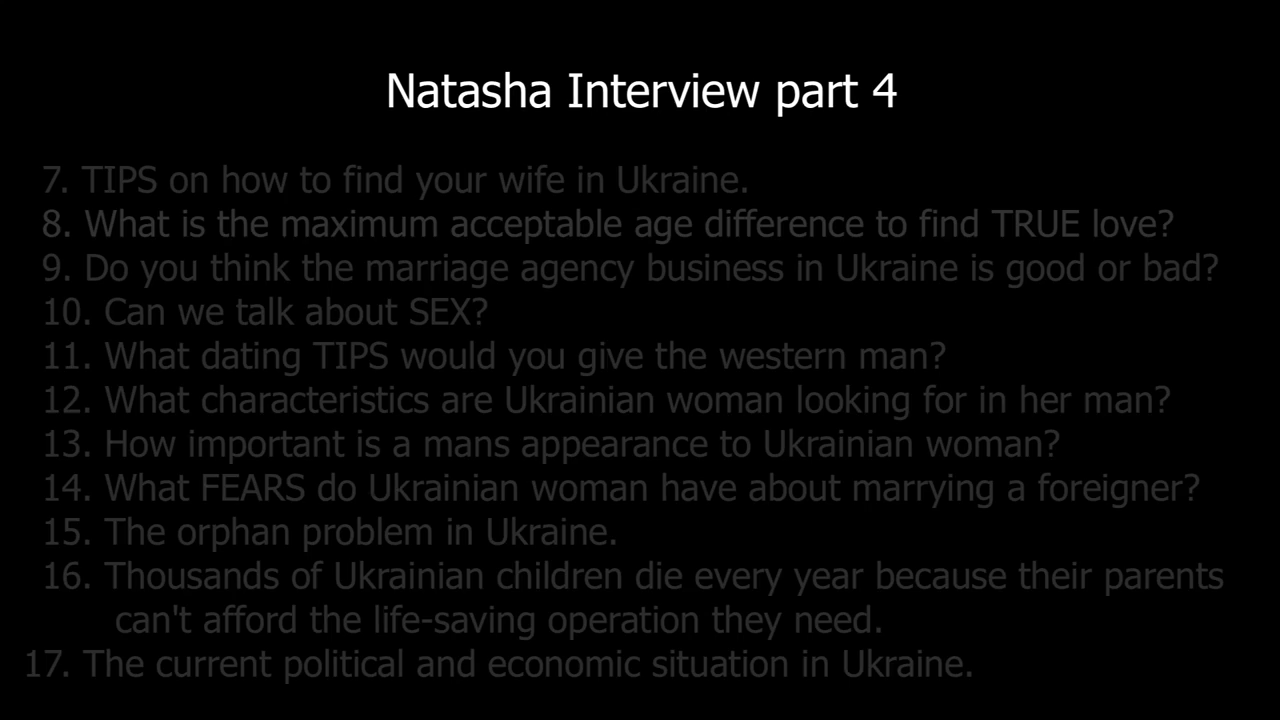 Natasha Interview part 4
7. TIPS on how to find your wife in Ukraine.
8. What is the maximum acceptable age difference to find TRUE love?
9. Do you think the marriage agency business in Ukraine is good or bad?
10. Can we talk about SEX?
11. What dating TIPS would you give the western man?
12. What characteristics are Ukrainian woman looking for in her man?
13. How important is a mans appearance to Ukrainian woman?
14. What FEARS do Ukrainian woman have about marrying a foreigner?
15. The orphan problem in Ukraine.
16. Thousands of Ukrainian children die every year because their parents
can't afford the life-saving operation they need.
17. The current political and economic situation in Ukraine.